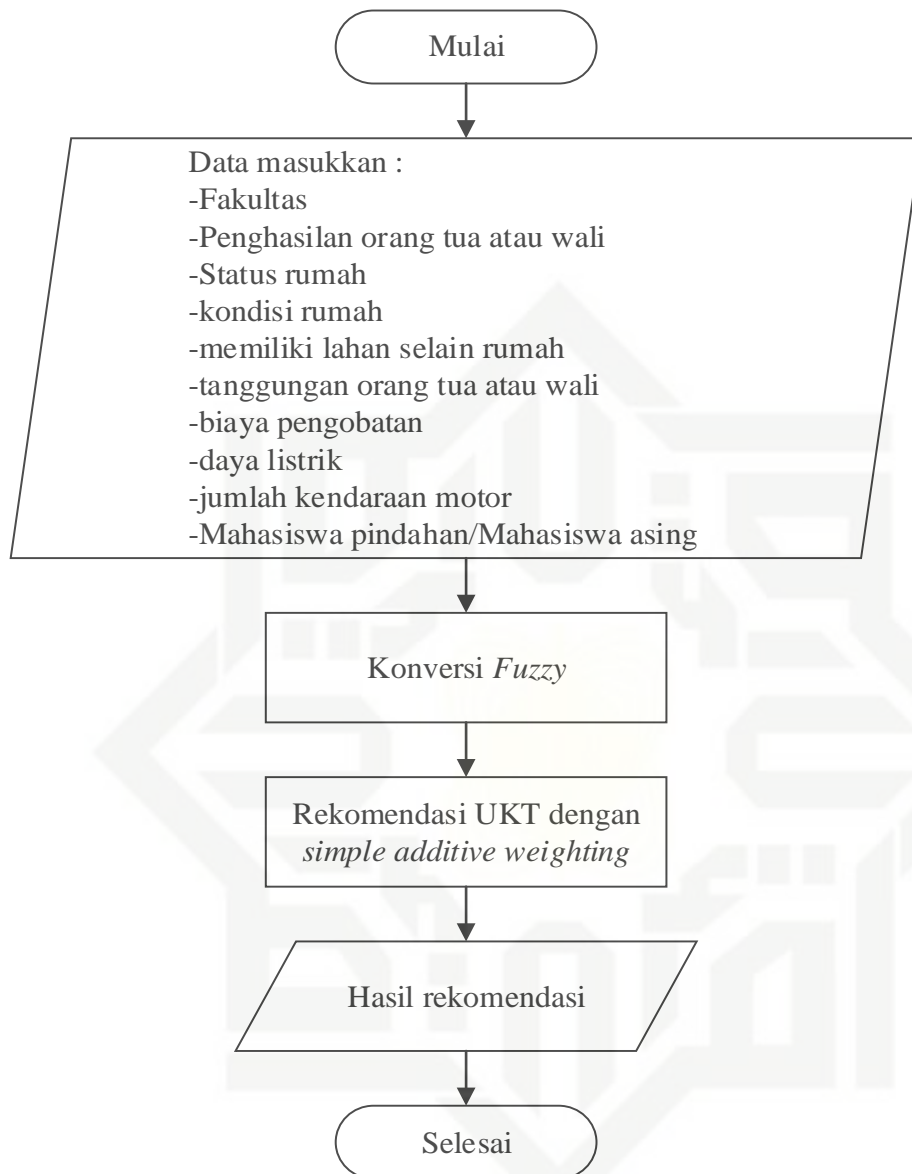 Mulai
Data masukkan :
-Fakultas
-Penghasilan orang tua atau wali
-Status rumah
-kondisi rumah
-memiliki lahan selain rumah
-tanggungan orang tua atau wali
-biaya pengobatan
-daya listrik
-jumlah kendaraan motor
-Mahasiswa pindahan/Mahasiswa asing
Konversi Fuzzy
Rekomendasi UKT dengan
simple additive weighting
Hasil rekomendasi
Selesai